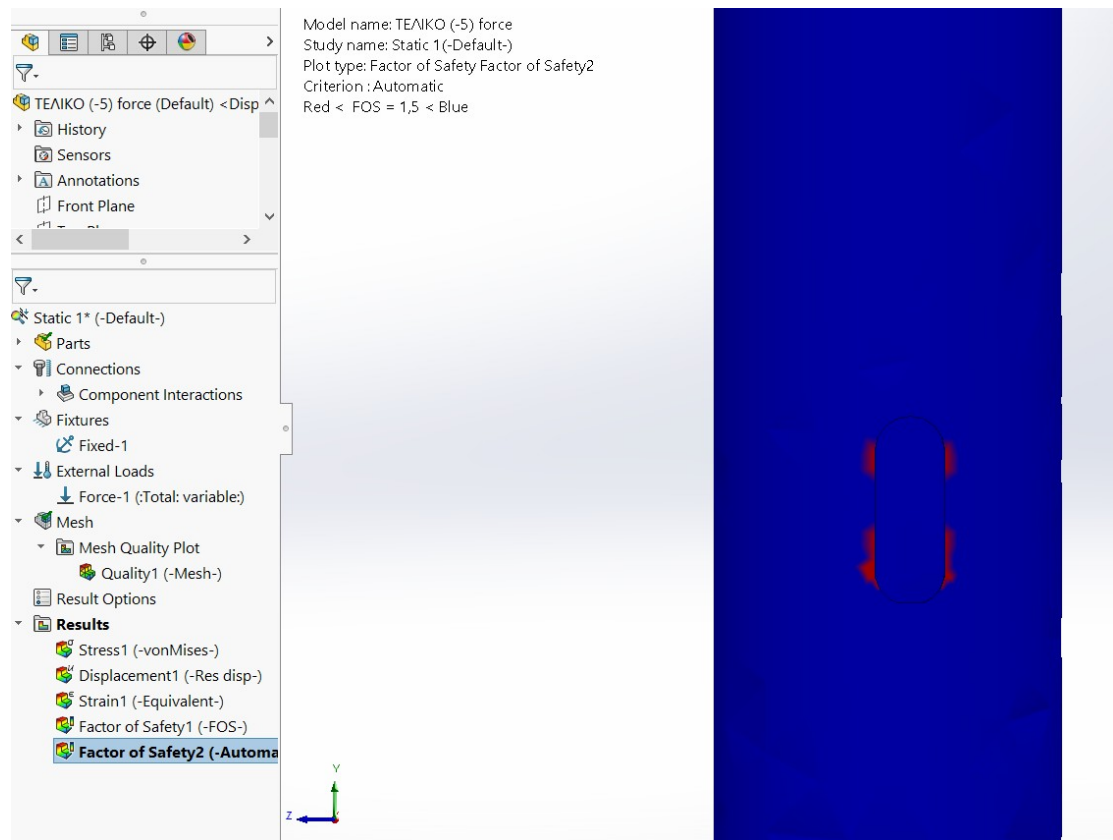 Model name: ΤΕΛΙΚΟ (-5) force
Study name: Static 1(-Default-)
Plot type: Factor of Safety Factor of Safety2
Criterion : Automatic
Red < FOS = 1,5 < Blue
ΤΕΛΙΚΟ (-5) force (Default) <Disp
History
Sensors
Annotations
Front Plane
Static 1* (-Default-)
Parts
Connections
Component Interactions
Fixtures
Fixed-1
External Loads
Force-1 (:Total: variable:)
Mesh
Mesh Quality Plot
Quality1 (-Mesh-)
Result Options
Results
Stress1 (-vonMises-)
Displacement1 (-Res disp-)
Strain1 (-Equivalent-)
Factor of Safety1 (-FOS-)
Factor of Safety2 (-Automa
Y
Z